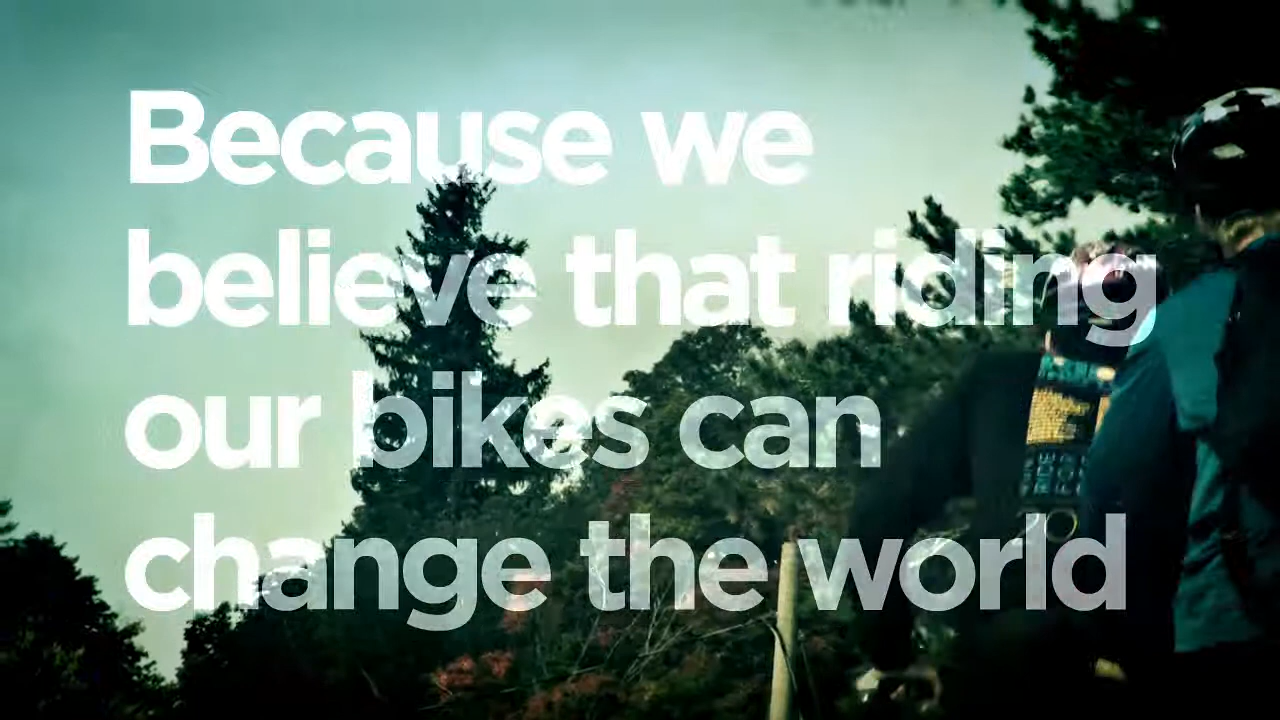 Because we
believe that riding
our bikes can
change the world